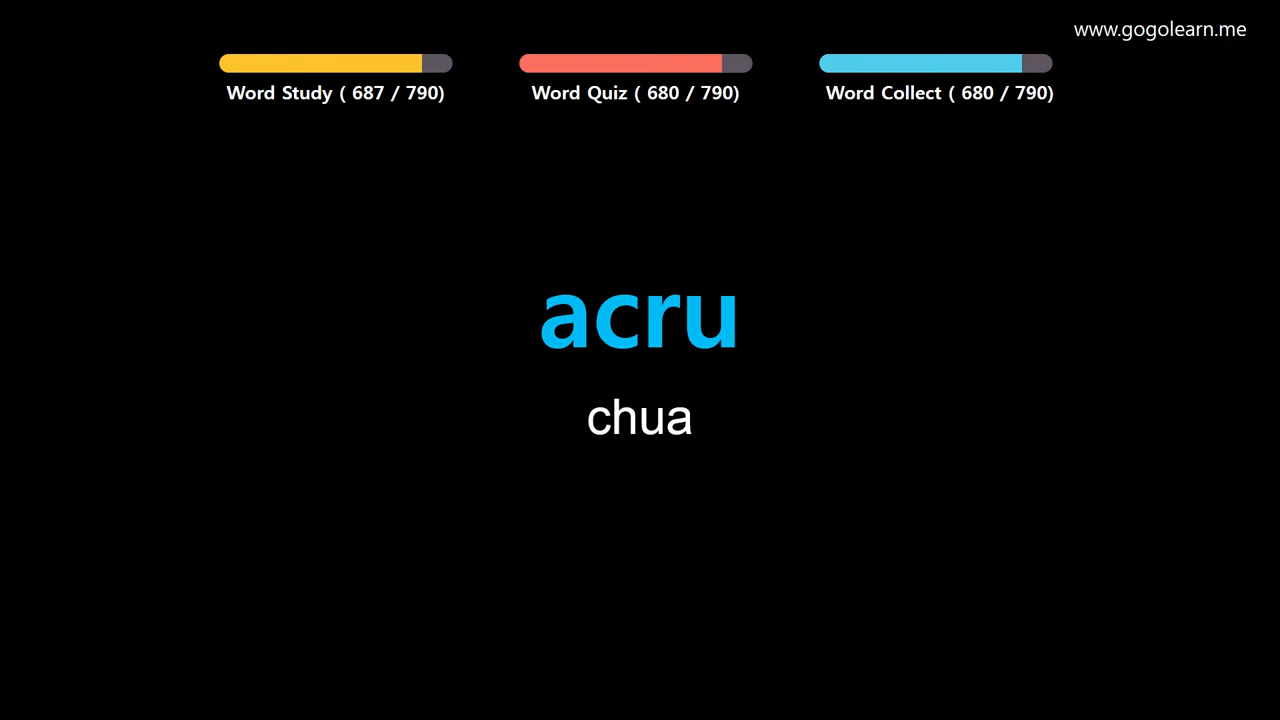 www.gogolearn.me
Word Study ( 687 / 790)
Word Quiz ( 680 / 790)
Word Collect ( 680 / 790)
acru
chua